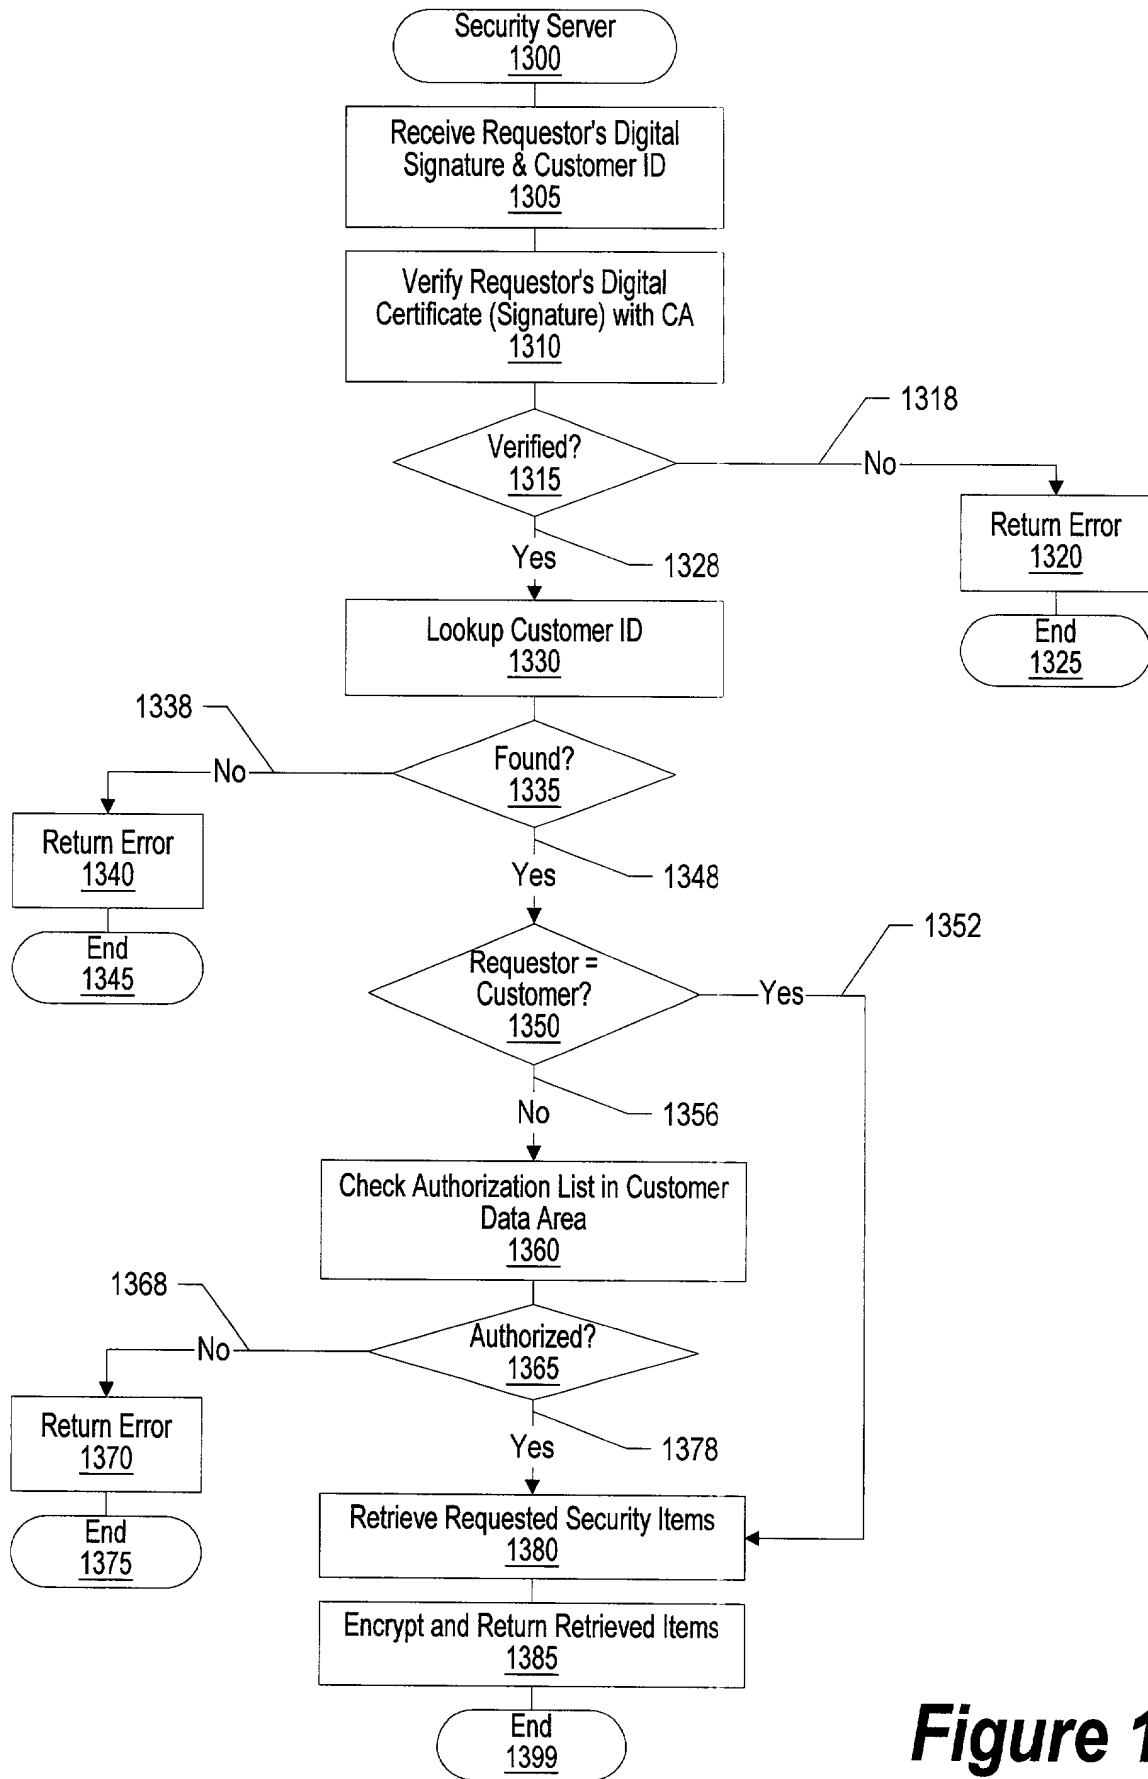 Security Server
1300
Receive Requestor's Digital
Signature & Customer ID
1305
Verify Requestor's Digital
Certificate (Signature) with CA
1310
1318
Verified?
1315
No
Return Error
1320
Yes
1328
End
1325
Lookup Customer ID
1330
1338
Found?
1335
No
Return Error
1340
Yes
1348
End
1345
1352
Requestor =
Customer?
1350
Yes
No
1356
Check Authorization List in Customer
Data Area
1360
1368
Authorized?
1365
No
Return Error
1370
Yes
1378
End
1375
Retrieve Requested Security Items
1380
Encrypt and Return Retrieved Items
1385
End
1399
Figure 1